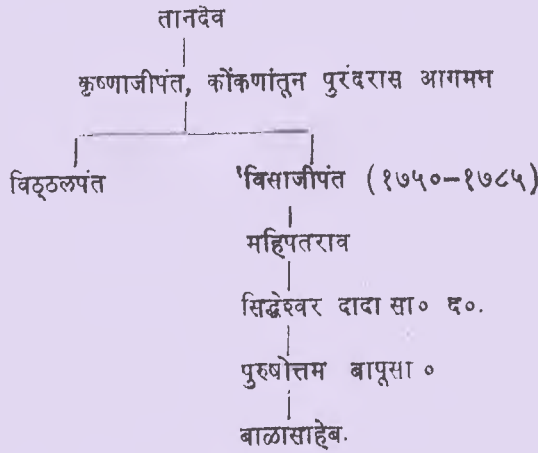 तानदेव
कृष्णाजीपंत, कोंकणांतून पुरंदरास आगमन
विठ्ठलपंत 'विसाजीपंत (१७५०-१७८५)
महिपतराव
सिद्धेश्वर दादा सा० द०.
पुरुषोत्तम बापूसा ०
बाळासाहेब.